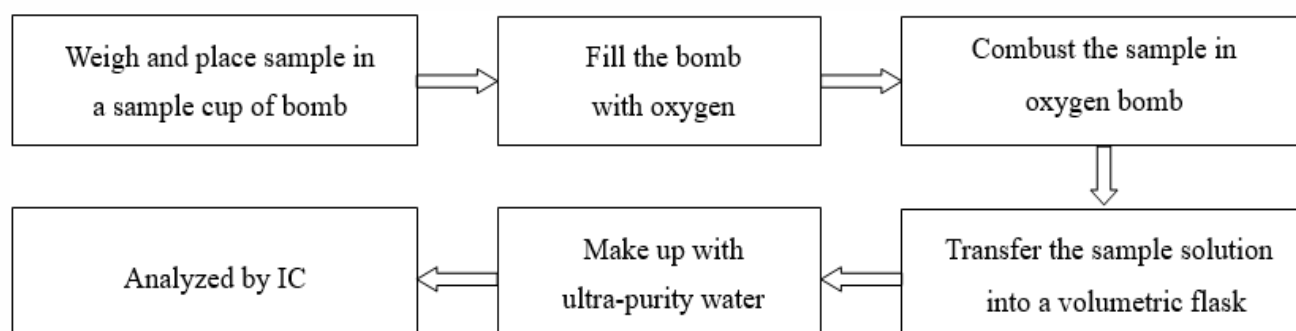 Weigh and place sample in
a sample cup of bomb
Fill the bomb
with oxygen
Combust the sample in
oxygen bomb
Transfer the sample solution
into a volumetric flask
Make up with
ultra-purity water
Analyzed by IC